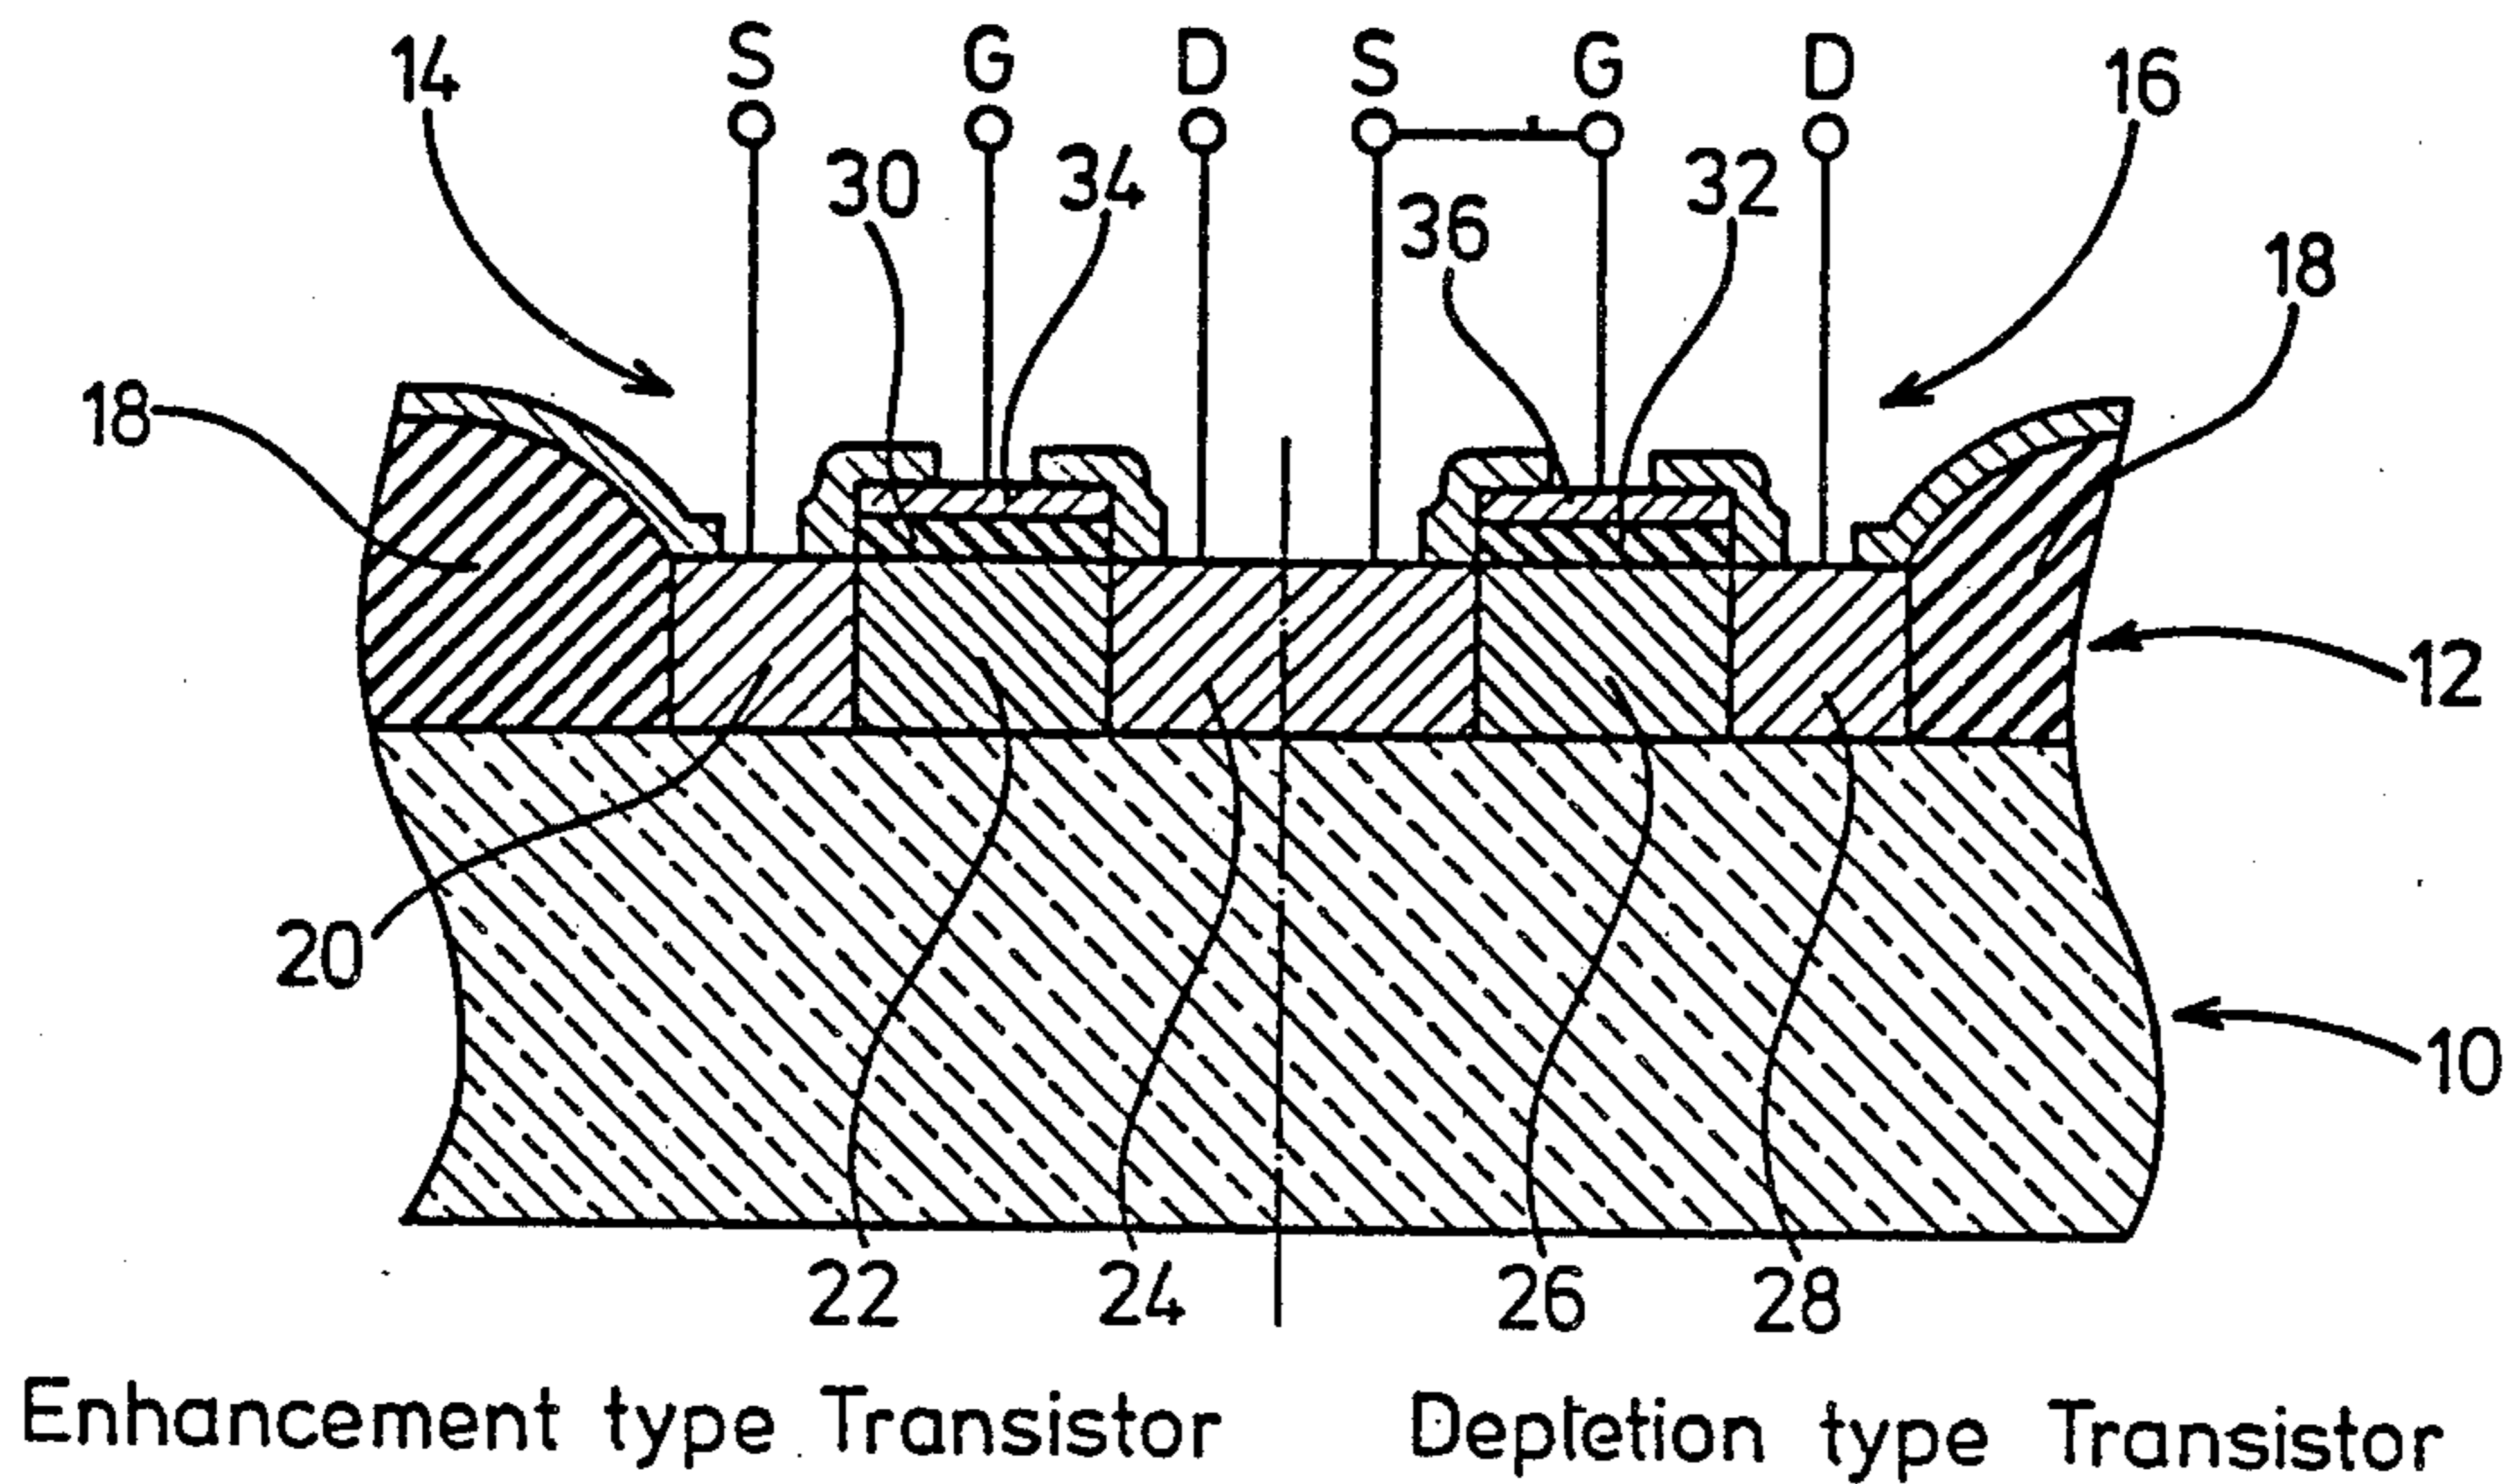 14 S G D S G D 16
30 34 36 32
18 18
12
20
10
22 24 26 28
Enhancement type Transistor Depletion type Transistor